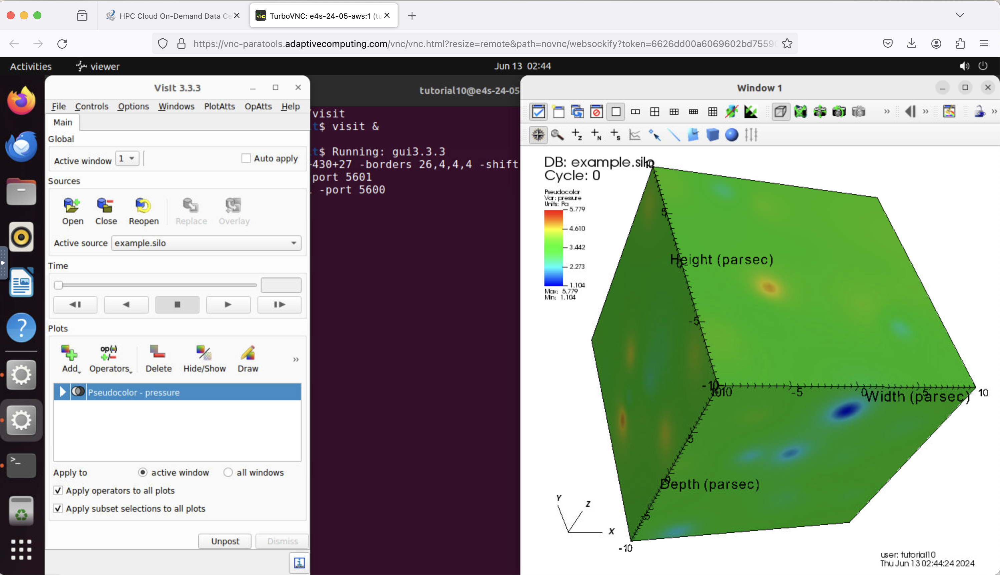 HPC Cloud On-Demand Data Ce
TurboVNC: e4s-24-05-aws:1 (tu
https://vnc-paratools.adaptivecomputing.com/vnc/vnc.html?resize=remote&path=novnc/websockify?token=6626dd00a6069602bd75590
Activities
viewer
Jun 13 02:44
VisIt 3.3.3
File Controls Options Windows PlotAtts OpAtts Help
Main
Global
Active window 1
Auto apply
Sources
Open Close Reopen Replace Overlay
Active source example.silo
Time
Plots
op(
Add Operators Delete Hide/Show Draw
Pseudocolor - pressure
Apply to active window all windows
Apply operators to all plots
Apply subset selections to all plots
Unpost Dismiss
tutorial10@e4s-24-05
visit
t$ visit &
t$ Running: gui3.3.3
430+27 -borders 26,4,4,4 -shift
port 5601
-port 5600
Window 1
+Z +N +S
DB: example.silo
Cycle: 0
Pseudocolor
Var: pressure
Units: Pa
5.779
4.610
3.442
2.273
1.104
Max: 5.779
Min: 1.104
10
5
Height (parsec)
-5
-10
10
-5
0
Width (parsec)
5
10
5
Depth (parsec)
-5
-10
Y
Z
X
user: tutorial10
Thu Jun 13 02:44:24 2024